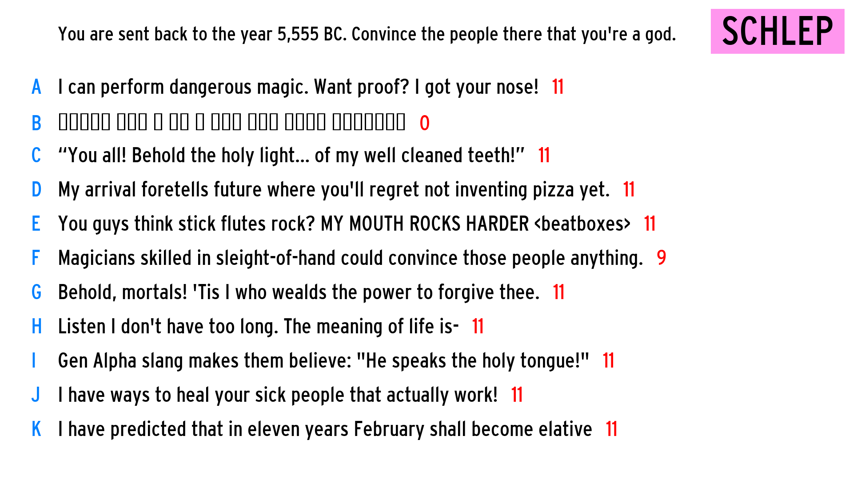 You are sent back to the year 5,555 BC. Convince the people there that you're a god.
SCHLEP
A I can perform dangerous magic. Want proof? I got your nose! 11
B 0
C “You all! Behold the holy light... of my well cleaned teeth!” 11
D My arrival foretells future where you'll regret not inventing pizza yet. 11
E You guys think stick flutes rock? MY MOUTH ROCKS HARDER <beatboxes> 11
F Magicians skilled in sleight-of-hand could convince those people anything. 9
G Behold, mortals! 'Tis I who wealds the power to forgive thee. 11
H Listen I don't have too long. The meaning of life is- 11
I Gen Alpha slang makes them believe: "He speaks the holy tongue!" 11
J I have ways to heal your sick people that actually work! 11
K I have predicted that in eleven years February shall become elative 11